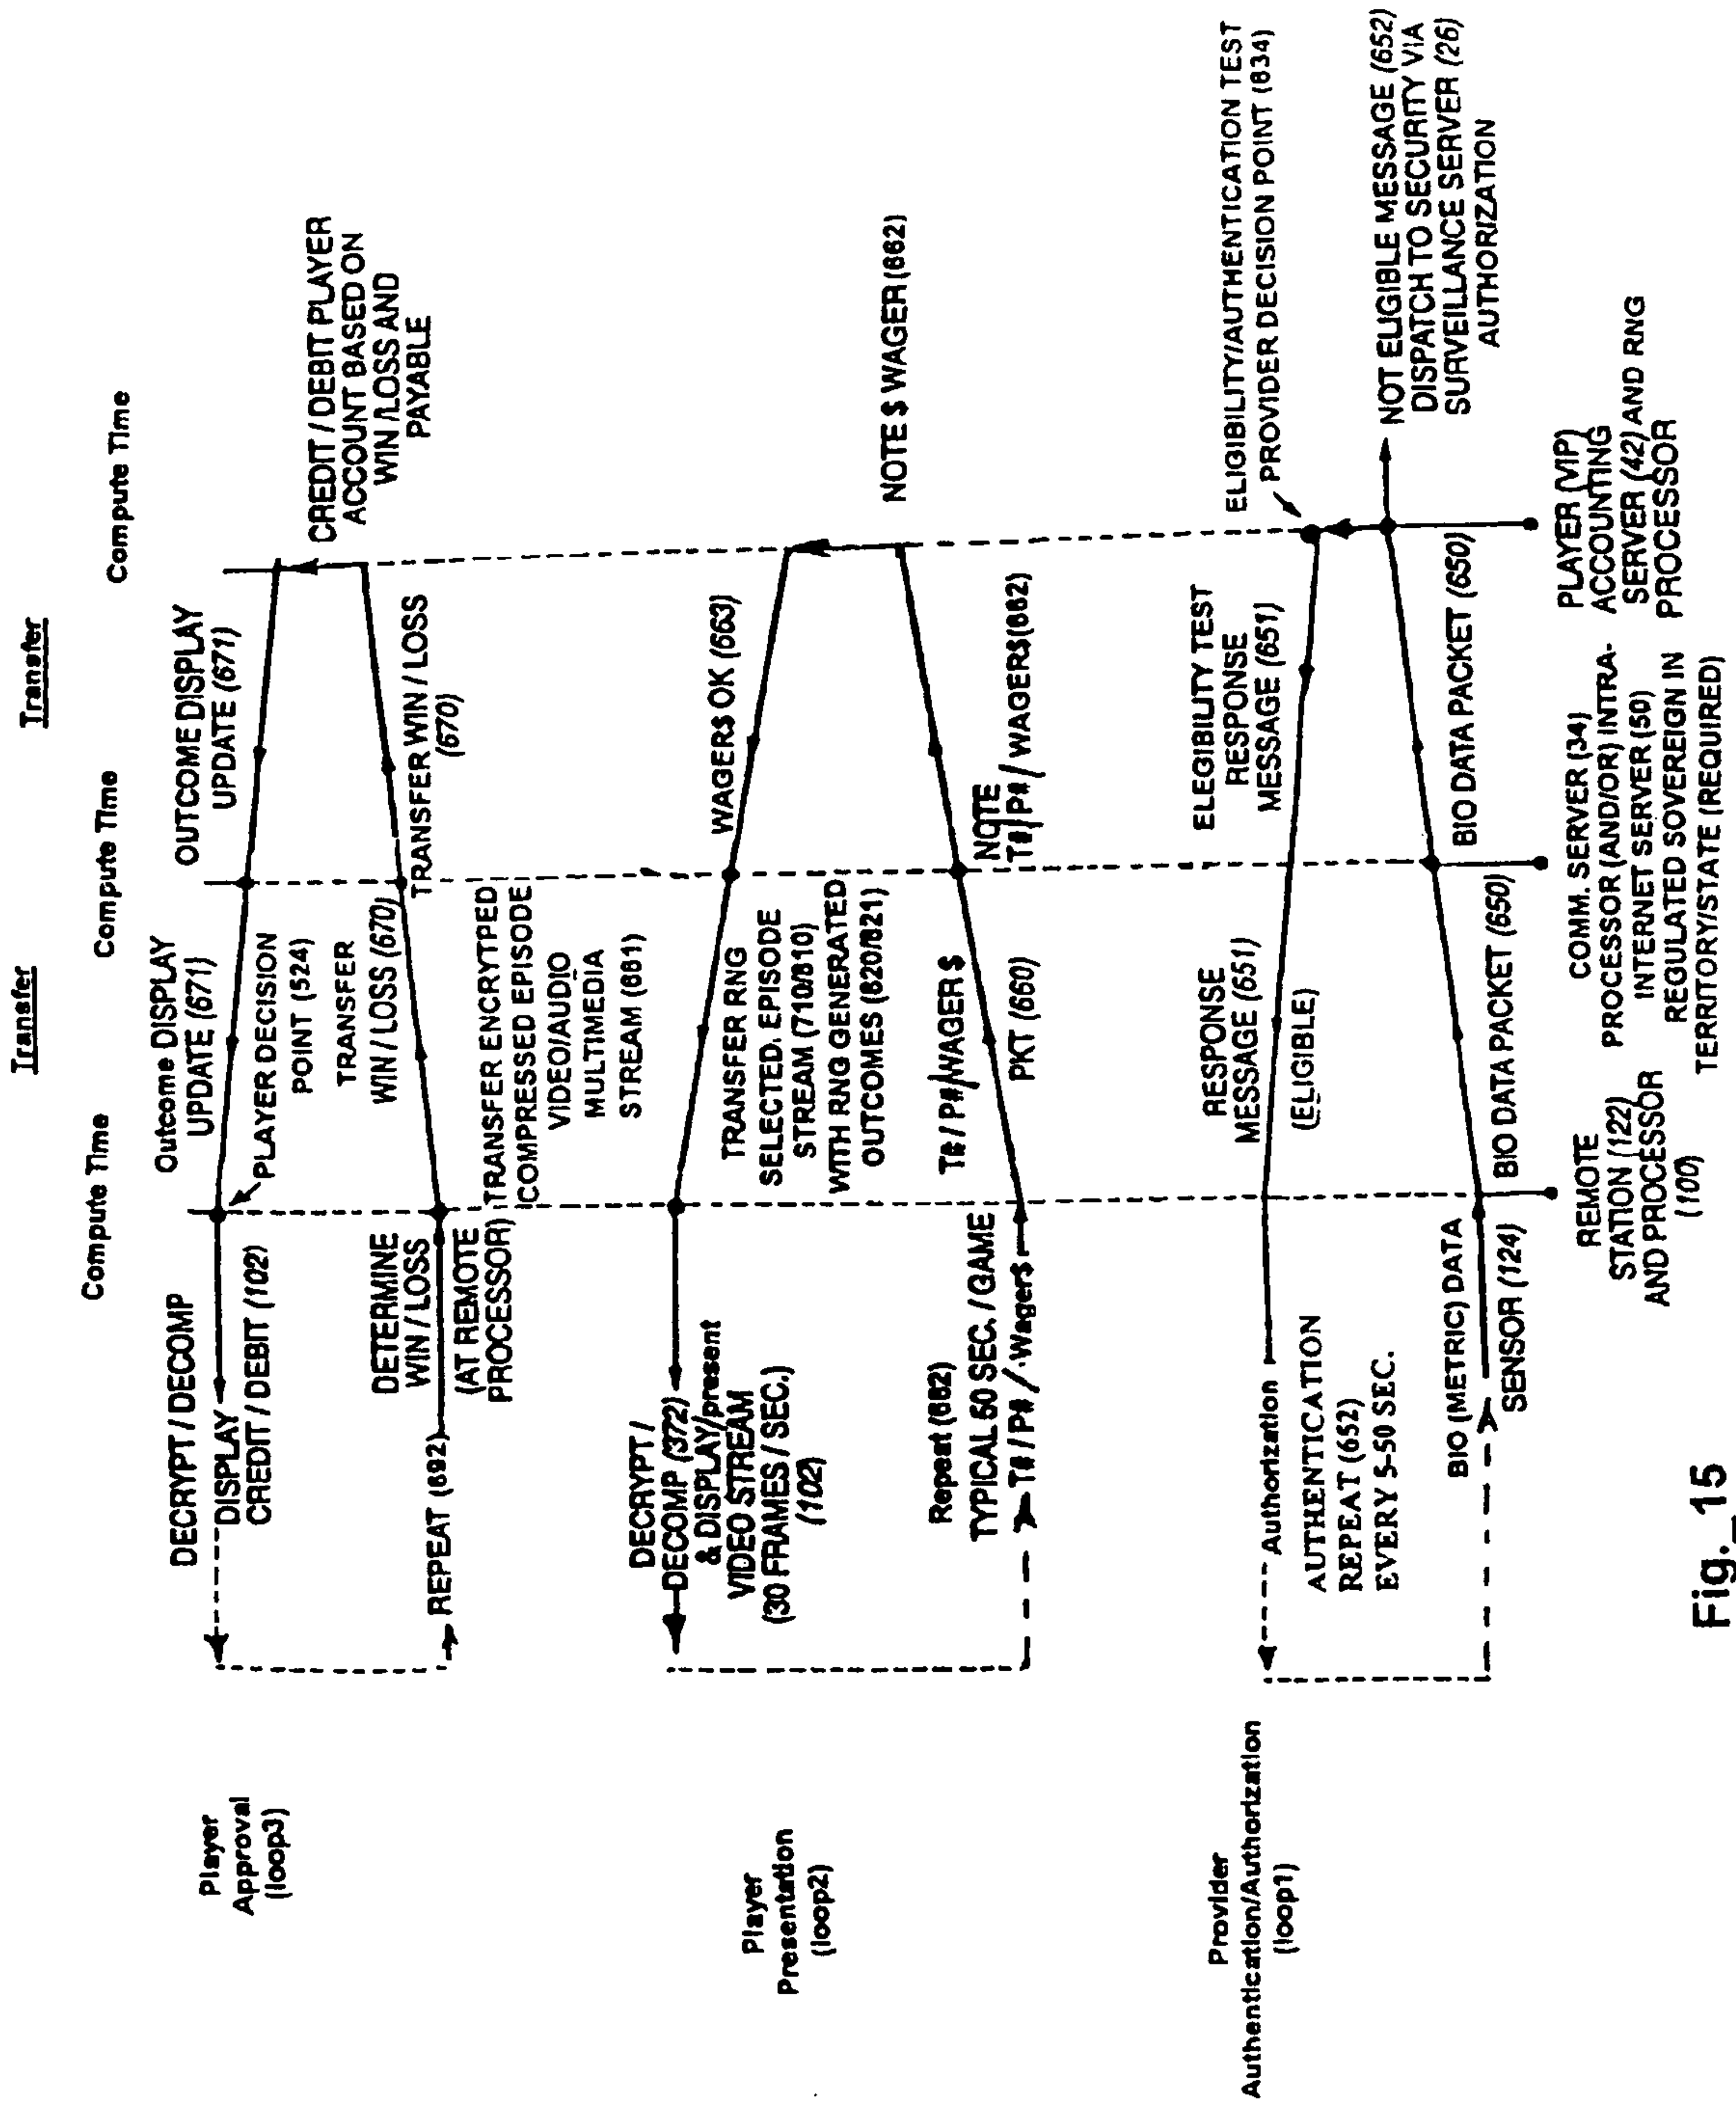 Transfer
Transfer
Compute Time
Compute Time
Compute Time
Player
Approval
(loop3)
DECRYPT / DECOMP
DISPLAY
CREDIT / DEBIT (102)
Outcome DISPLAY
UPDATE (671)
PLAYER DECISION
POINT (524)
OUTCOME DISPLAY
UPDATE (671)
CREDIT / DEBIT PLAYER
ACCOUNT BASED ON
WIN /LOSS AND
PAYABLE
DETERMINE
WIN / LOSS
(AT REMOTE
PROCESSOR)
REPEAT (692)
TRANSFER
WIN / LOSS (670)
TRANSFER WIN / LOSS
(670)
TRANSFER ENCRYTPED
COMPRESSED EPISODE
VIDEO/AUDIO
MULTIMEDIA
STREAM (661)
Player
Presentation
(loop2)
DECRYPT /
DECOMP (372)
& DISPLAY/present
VIDEO STREAM
(30 FRAMES / SEC.)
(102)
TRANSFER RNG
SELECTED. EPISODE
STREAM (710/810)
WITH RNG GENERATED
OUTCOMES (820/821)
WAGER$ OK (663)
NOTE $ WAGER (662)
Repeat (662)
TYPICAL 50 SEC. / GAME
T# / P# / Wager$
T# / P#/WAGER $
PKT (660)
NOTE
T#/P#/ WAGER$(662)
Provider
Authentication/Authorization
(loop1)
Authorization
AUTHENTICATION
REPEAT (652)
EVERY 5-50 SEC.
RESPONSE
MESSAGE (651)
(ELIGIBLE)
ELEGIBILITY TEST
RESPONSE
MESSAGE (651)
ELIGIBILITY/AUTHENTICATION TEST
PROVIDER DECISION POINT (634)
NOT ELIGIBLE MESSAGE (652)
DISPATCH TO SECURITY VIA
SURVEILLANCE SERVER (26)
AUTHORIZATION
BIO (METRIC) DATA
SENSOR (124)
BIO DATA PACKET (650)
BIO DATA PACKET (650)
REMOTE
STATION (122)
AND PROCESSOR
(100)
COMM. SERVER (34)
PROCESSOR (AND/OR) INTRA-
INTERNET SERVER (50)
REGULATED SOVEREIGN IN
TERRITORY/STATE (REQUIRED)
PLAYER (VIP)
ACCOUNTING
SERVER (42) AND RNG
PROCESSOR
Fig._15